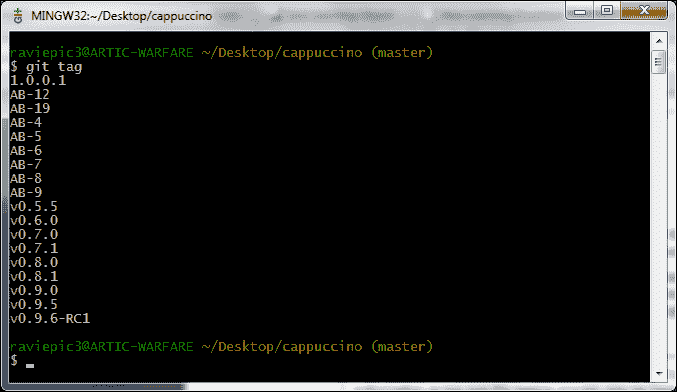 MINGW32:~/Desktop/cappuccino
raviepic3@ARTIC-WARFARE ~/Desktop/cappuccino (master)
$ git tag
1.0.0.1
AB-12
AB-19
AB-4
AB-5
AB-6
AB-7
AB-8
AB-9
v0.5.5
v0.6.0
v0.7.0
v0.7.1
v0.8.0
v0.8.1
v0.9.0
v0.9.5
v0.9.6-RC1
raviepic3@ARTIC-WARFARE ~/Desktop/cappuccino (master)
$